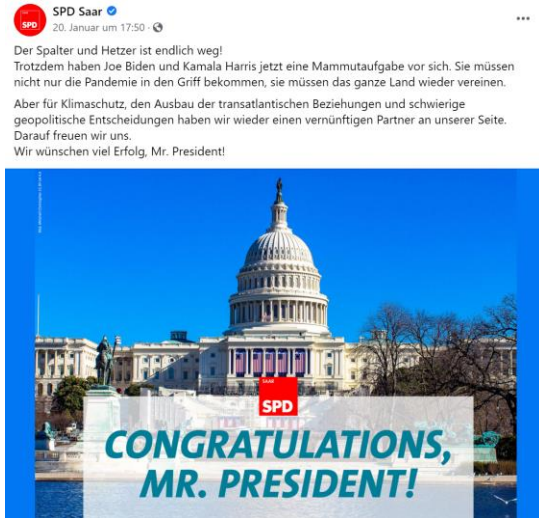 SPD Saar
20. Januar um 17:50 ·
Der Spalter und Hetzer ist endlich weg!
Trotzdem haben Joe Biden und Kamala Harris jetzt eine Mammutaufgabe vor sich. Sie müssen
nicht nur die Pandemie in den Griff bekommen, sie müssen das ganze Land wieder vereinen.
Aber für Klimaschutz, den Ausbau der transatlantischen Beziehungen und schwierige
geopolitische Entscheidungen haben wir wieder einen vernünftigen Partner an unserer Seite.
Darauf freuen wir uns.
Wir wünschen viel Erfolg, Mr. President!
SAAR
SPD
CONGRATULATIONS,
MR. PRESIDENT!